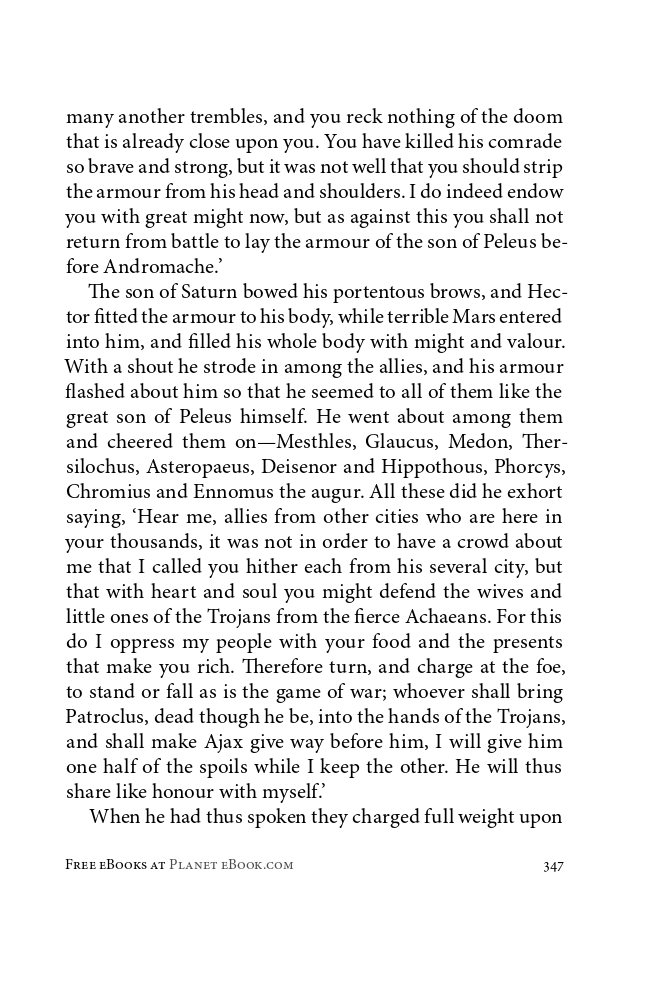 many another trembles, and you reck nothing of the doom
that is already close upon you. You have killed his comrade
so brave and strong, but it was not well that you should strip
the armour from his head and shoulders. I do indeed endow
you with great might now, but as against this you shall not
return from battle to lay the armour of the son of Peleus be-
fore Andromache.’
The son of Saturn bowed his portentous brows, and Hec-
tor fitted the armour to his body, while terrible Mars entered
into him, and filled his whole body with might and valour.
With a shout he strode in among the allies, and his armour
flashed about him so that he seemed to all of them like the
great son of Peleus himself. He went about among them
and cheered them on—Mesthles, Glaucus, Medon, Ther-
silochus, Asteropaeus, Deisenor and Hippothous, Phorcys,
Chromius and Ennomus the augur. All these did he exhort
saying, ‘Hear me, allies from other cities who are here in
your thousands, it was not in order to have a crowd about
me that I called you hither each from his several city, but
that with heart and soul you might defend the wives and
little ones of the Trojans from the fierce Achaeans. For this
do I oppress my people with your food and the presents
that make you rich. Therefore turn, and charge at the foe,
to stand or fall as is the game of war; whoever shall bring
Patroclus, dead though he be, into the hands of the Trojans,
and shall make Ajax give way before him, I will give him
one half of the spoils while I keep the other. He will thus
share like honour with myself.’
When he had thus spoken they charged full weight upon
Free eBooks at Planet eBook.com 347